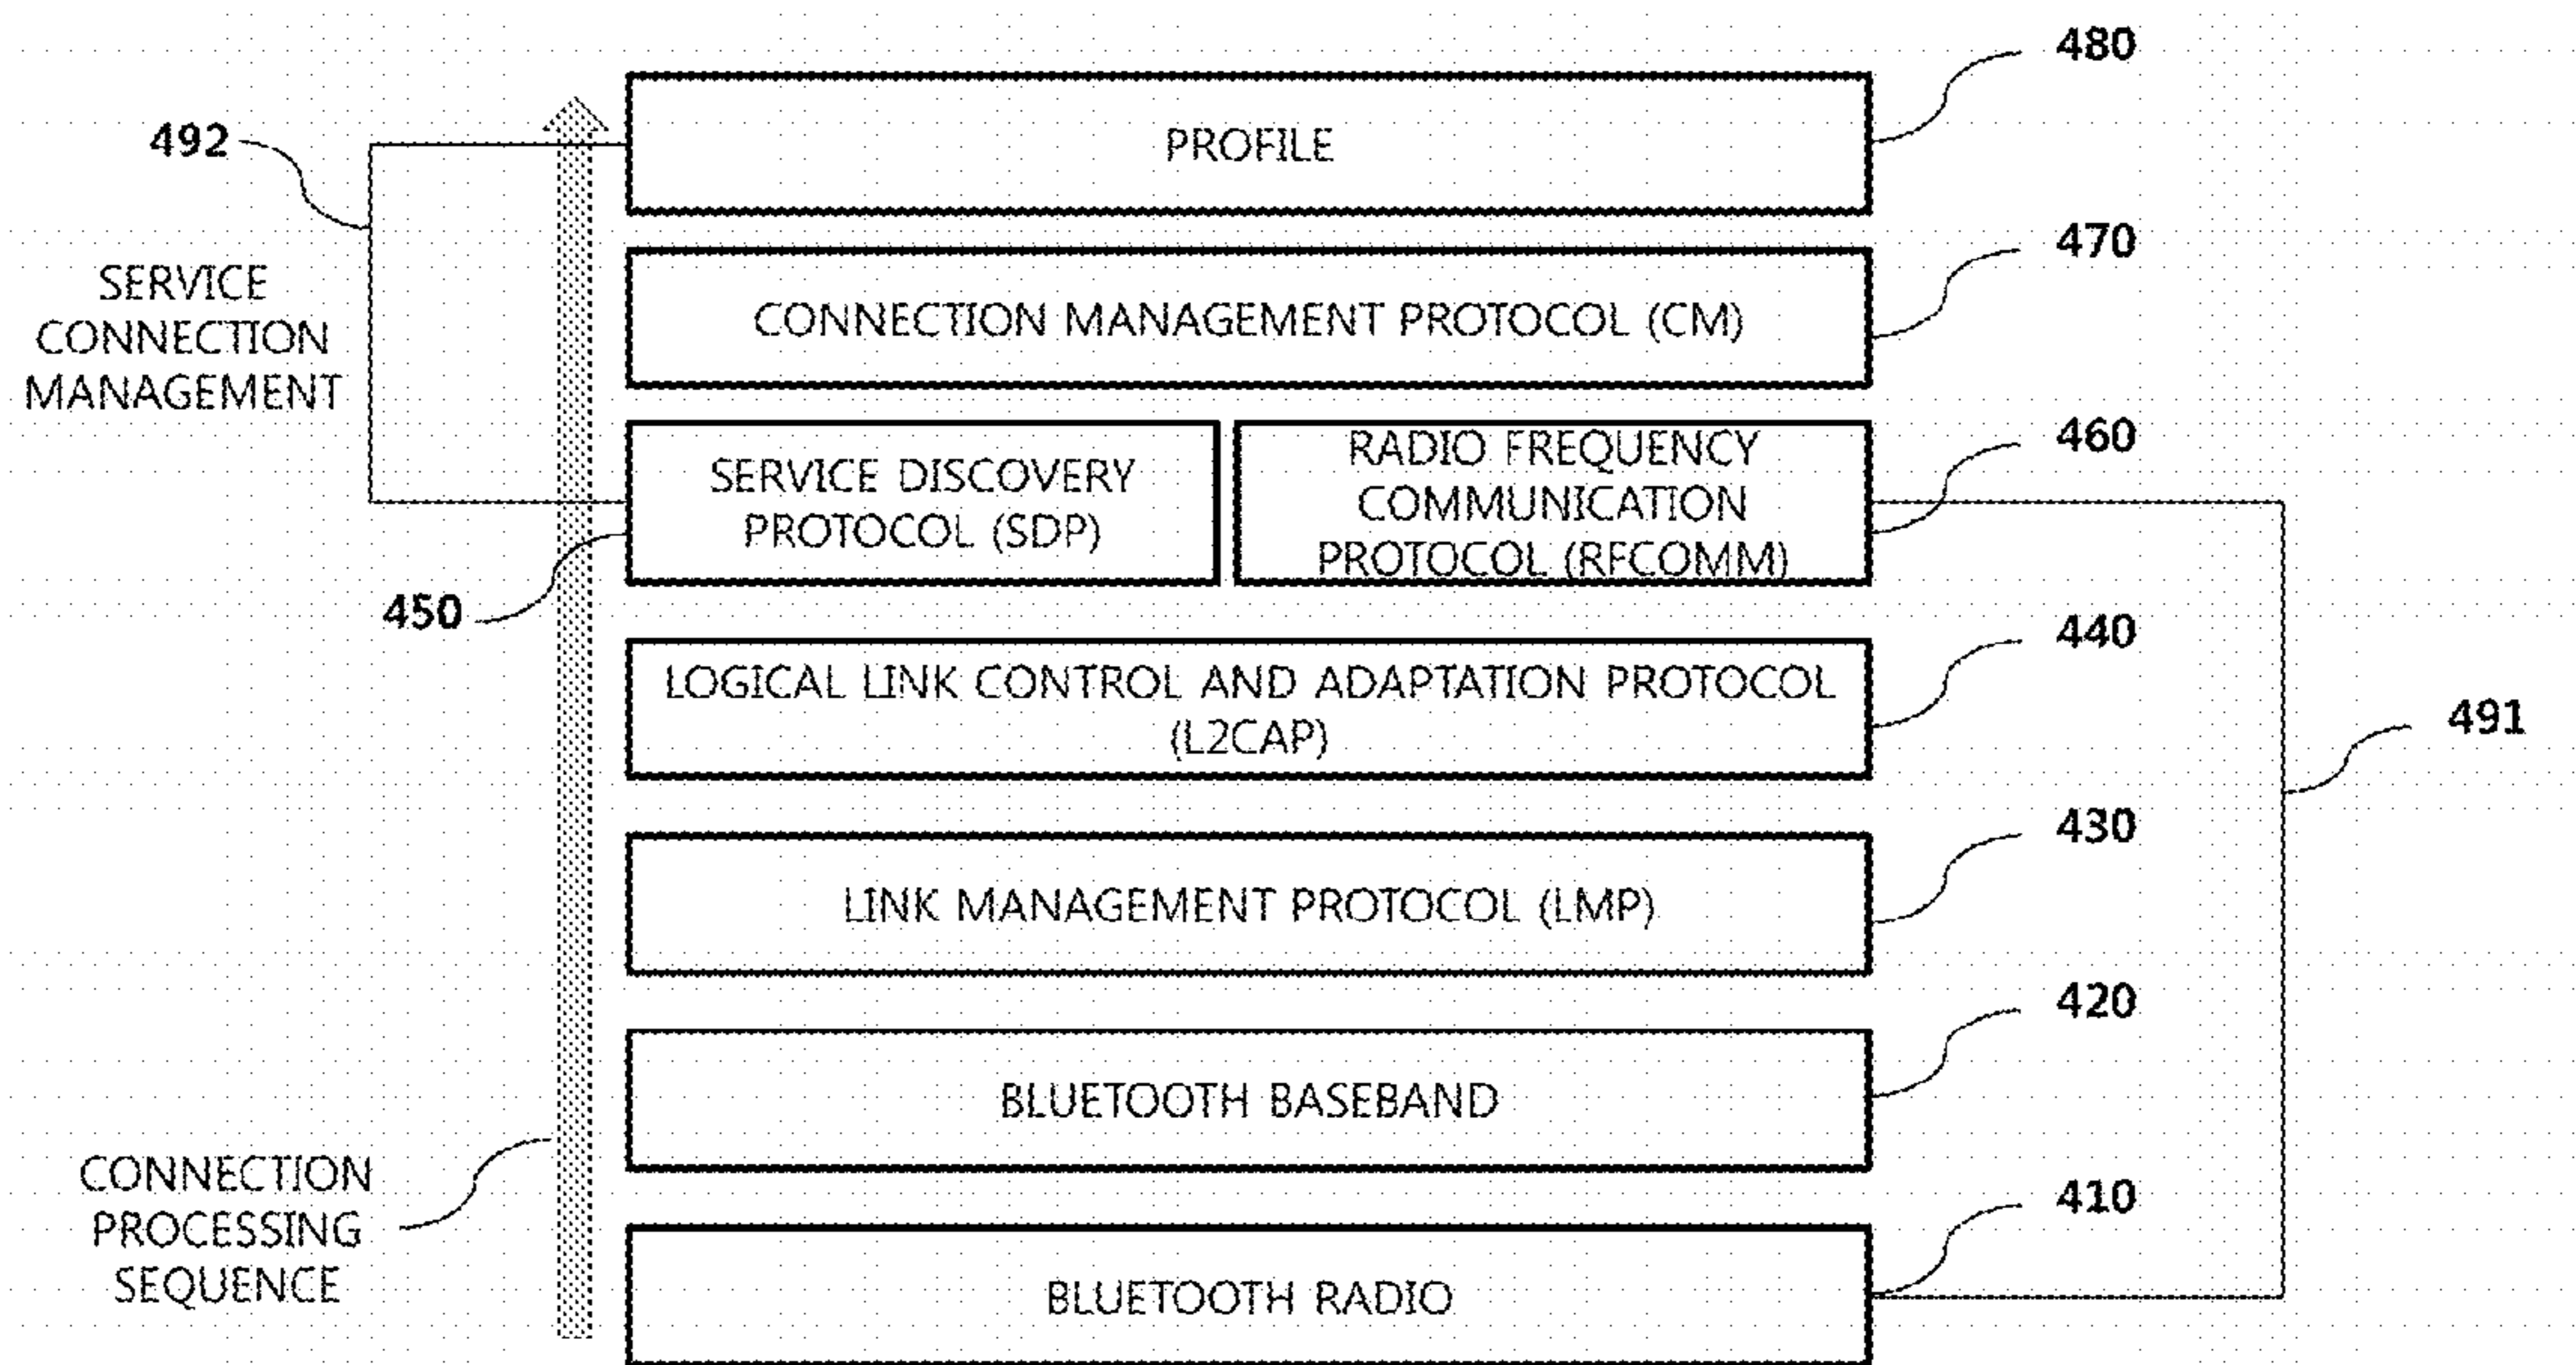 480
492
PROFILE
470
SERVICE
CONNECTION
MANAGEMENT
CONNECTION MANAGEMENT PROTOCOL (CM)
460
SERVICE DISCOVERY
PROTOCOL (SDP)
RADIO FREQUENCY
COMMUNICATION
PROTOCOL (RFCOMM)
450
440
LOGICAL LINK CONTROL AND ADAPTATION PROTOCOL
(L2CAP)
491
430
LINK MANAGEMENT PROTOCOL (LMP)
420
BLUETOOTH BASEBAND
CONNECTION
PROCESSING
SEQUENCE
410
BLUETOOTH RADIO